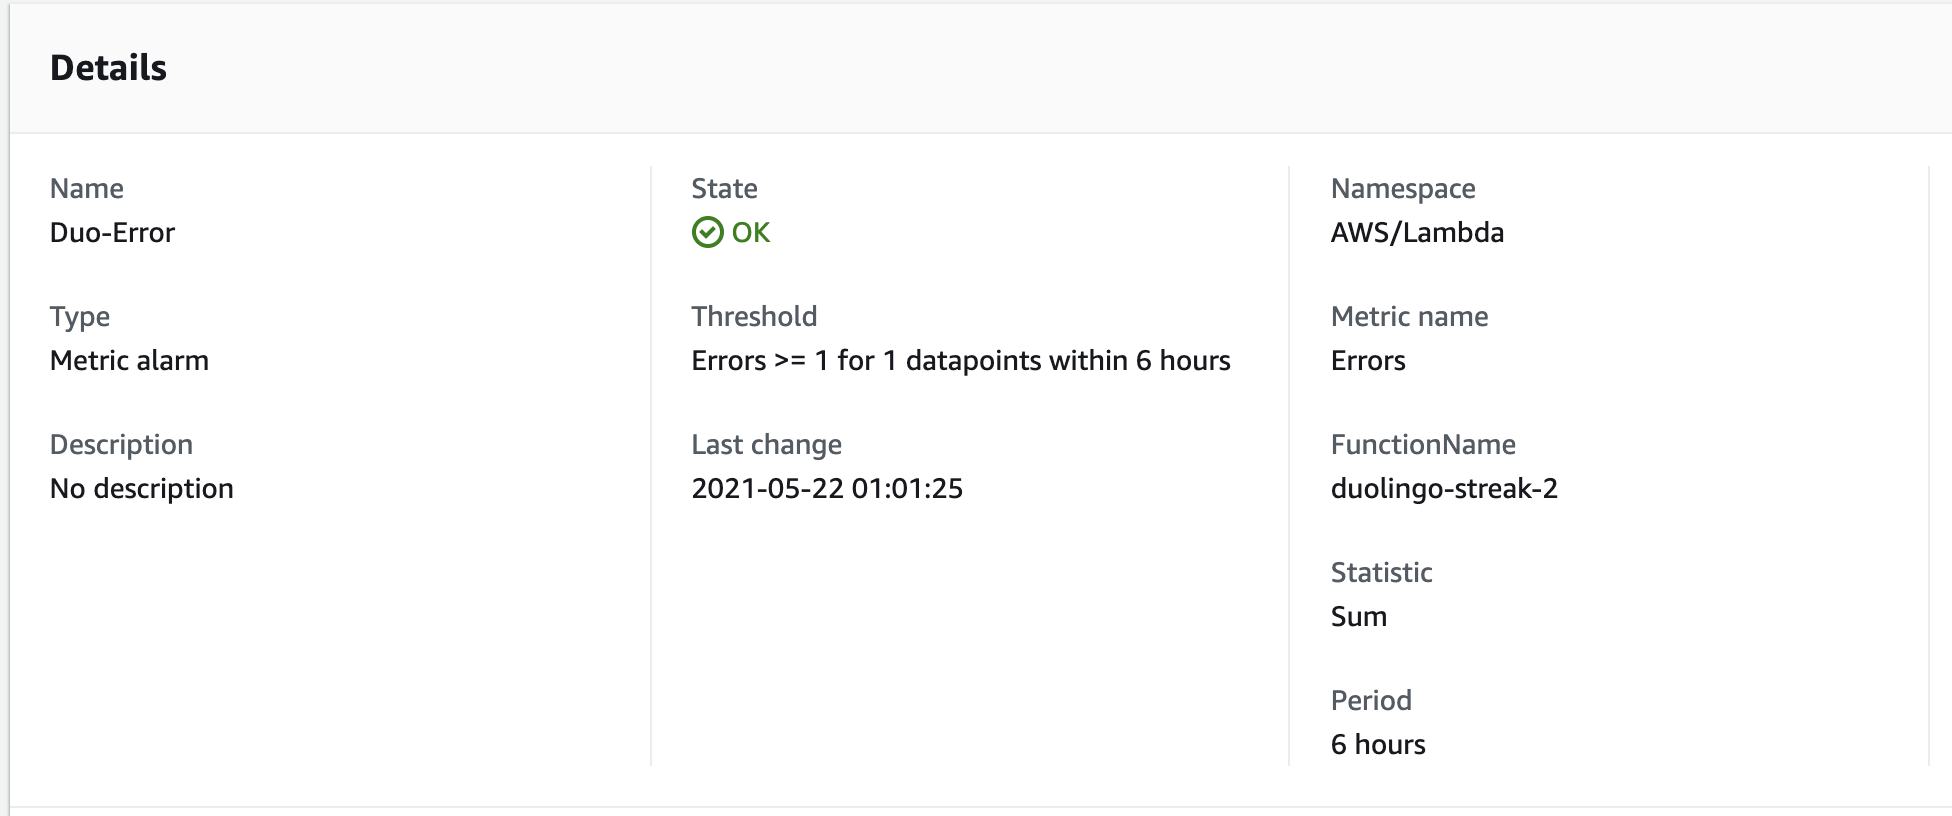 Details
Name
Duo-Error
Type
Metric alarm
Description
No description
State
OK
Threshold
Errors >= 1 for 1 datapoints within 6 hours
Last change
2021-05-22 01:01:25
Namespace
AWS/Lambda
Metric name
Errors
FunctionName
duolingo-streak-2
Statistic
Sum
Period
6 hours